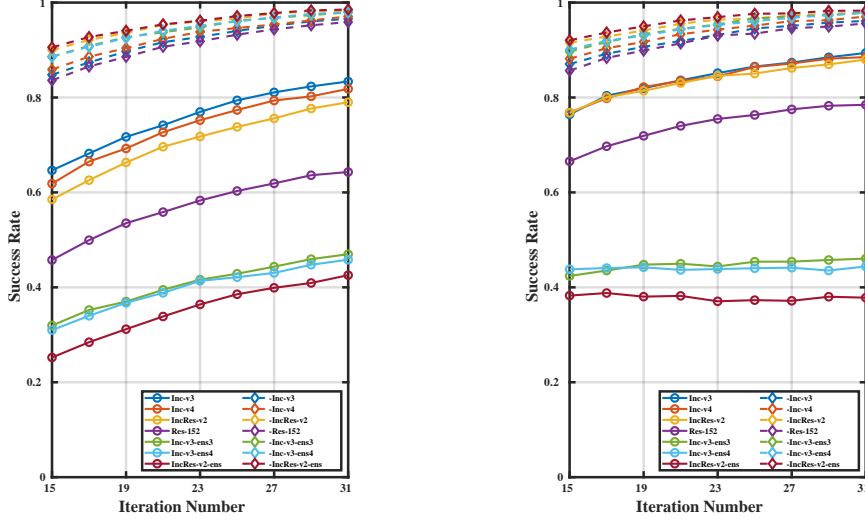 1
0.8
0.6
0.4
0.2
0
Success Rate
15 19 23 27 31
Iteration Number
Inc-v3 -Inc-v3
Inc-v4 -Inc-v4
IncRes-v2 -IncRes-v2
Res-152 -Res-152
Inc-v3-ens3 -Inc-v3-ens3
Inc-v3-ens4 -Inc-v3-ens4
IncRes-v2-ens -IncRes-v2-ens
1
0.8
0.6
0.4
0.2
0
Success Rate
15 19 23 27 3
Iteration Number
Inc-v3 -Inc-v3
Inc-v4 -Inc-v4
IncRes-v2 -IncRes-v2
Res-152 -Res-152
Inc-v3-ens3 -Inc-v3-ens3
Inc-v3-ens4 -Inc-v3-ens4
IncRes-v2-ens -IncRes-v2-ens